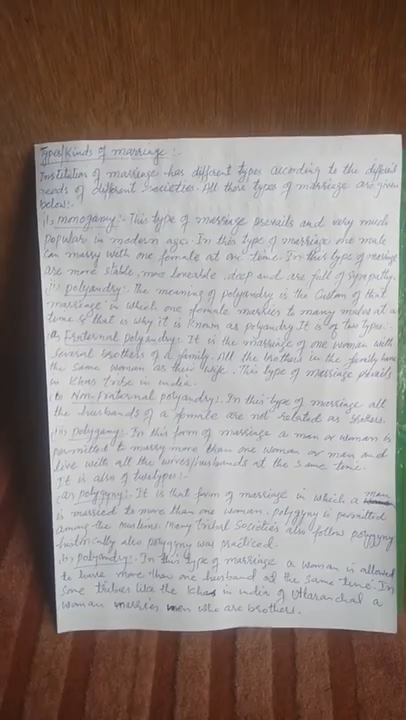 Types/Kinds of marriage :-
Institution of marriage has different types according to the different
needs of different societies. All those types of marriage are given
below:-
(i) monogamy:- This type of marriage prevails and very much
popular in modern age. In this type of marriage one male
can marry with one female at one time. In this type of marriage
are more stable, more loveable, deep and are full of sympathy.
(ii) polyandry:- The meaning of polyandry is the custom of that
marriage in which one female marries to many males at a
time & that is why it is known as polyandry. It is of two types.
(a) Fraternal polyandry:- It is the marriage of one woman with
several brothers of a family. All the brothers in the family have
the same woman as their wife. This type of marriage prevails
in Khas tribe in india.
(b) Non-fraternal polyandry:- In this type of marriage all
the husbands of a female are not related as brothers.
(iii) polygamy:- In this form of marriage a man or woman is
permitted to marry more than one woman or man and
live with all the wives/husbands at the same time.
It is also of two types:-
(a) polygyny:- It is that form of marriage in which a man
is married to more than one woman. polygyny is permitted
among the muslims. many tribal societies also follow polygyny
historically also polygyny was practiced.
(b) polyandry:- In this type of marriage a woman is allowed
to have more than one husband at the same time. In
some tribes like the Khas in india of Uttaranchal a
woman marries men who are brothers.